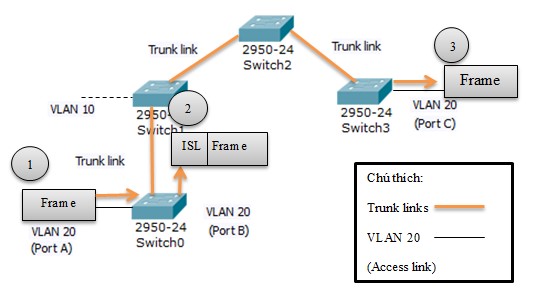 3
Trunk link
2950-24
Switch2
Trunk link
Frame
VLAN 20
(Port C)
2950-24
Switch3
VLAN 10
2950-
Switch1
2
ISL Frame
1
Trunk link
Frame
VLAN 20
(Port A)
2950-24
Switch0
VLAN 20
(Port B)
Chú thích:
Trunk links
VLAN 20
(Access link)